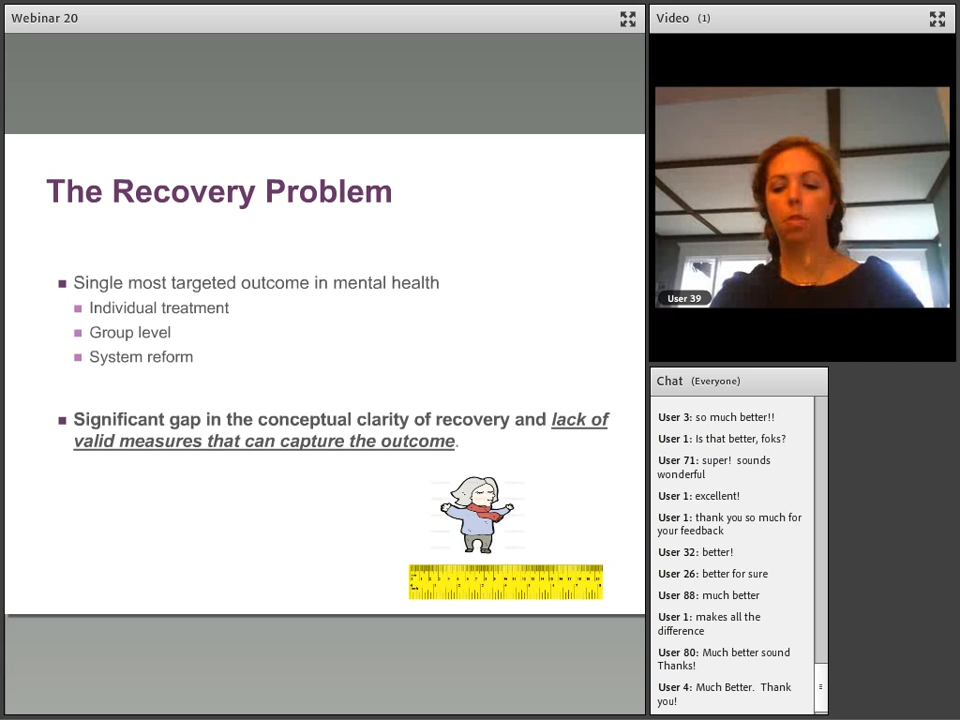 Webinar 20
The Recovery Problem
Single most targeted outcome in mental health
Individual treatment
Group level
System reform
Significant gap in the conceptual clarity of recovery and lack of
valid measures that can capture the outcome.
Video (1)
User 39
Chat (Everyone)
User 3: so much better!!
User 1: Is that better, foks?
User 71: super! sounds
wonderful
User 1: excellent!
User 1: thank you so much for
your feedback
User 32: better!
User 26: better for sure
User 88: much better
User 1: makes all the
difference
User 80: Much better sound
Thanks!
User 4: Much Better. Thank
you!